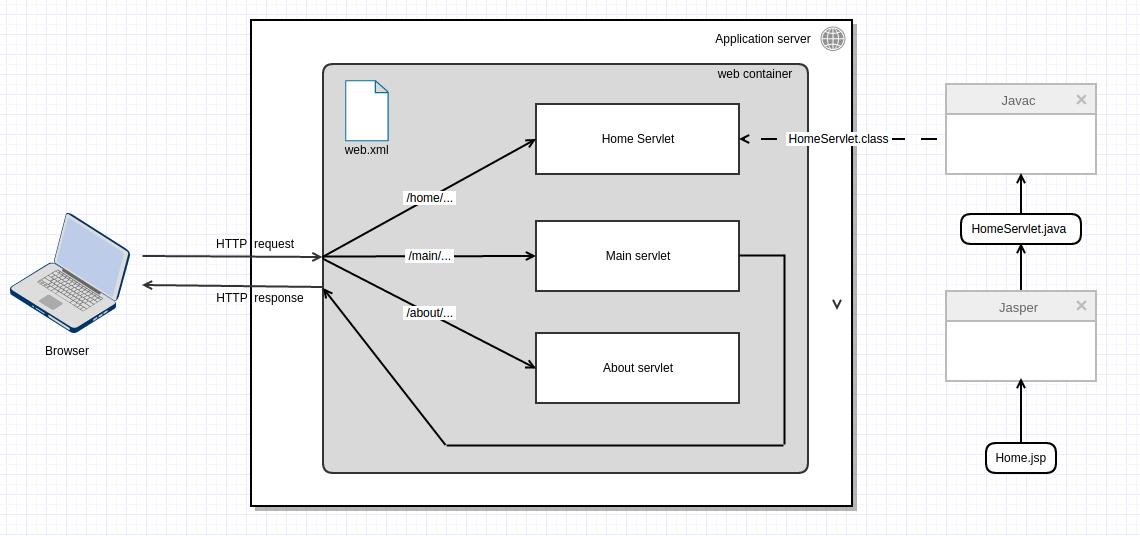 Application server
web container
web.xml
Home Servlet
HomeServlet.class
Javac
/home/...
HTTP request
/main/...
Main servlet
HomeServlet.java
HTTP response
/about/...
Jasper
Browser
About servlet
Home.jsp